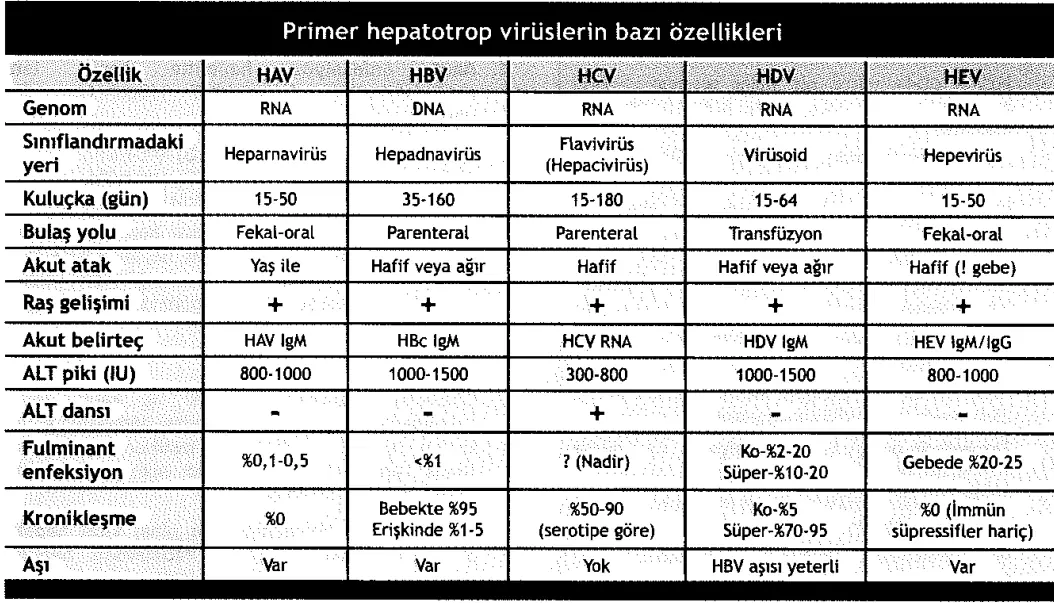 Primer hepatotrop virüslerin bazı özellikleri
Özellik HAV HBV HCV HDV HEV
Genom RNA DNA RNA RNA RNA
Sınıflandırmadaki yeri Heparnavirüs Hepadnavirüs Flavivirüs (Hepacivirüs) Virüsoid Hepevirüs
Kuluçka (gün) 15-50 35-160 15-180 15-64 15-50
Bulaş yolu Fekal-oral Parenteral Parenteral Transfüzyon Fekal-oral
Akut atak Yaş ile Hafif veya ağır Hafif Hafif veya ağır Hafif (! gebe)
Raş gelişimi + + + + +
Akut belirteç HAV IgM HBc IgM HCV RNA HDV IgM HEV IgM/IgG
ALT piki (IU) 800-1000 1000-1500 300-800 1000-1500 800-1000
ALT dansı - - + - -
Fulminant enfeksiyon %0,1-0,5 <%1 ? (Nadir) Ko-%2-20 Süper-%10-20 Gebede %20-25
Kronikleşme %0 Bebekte %95 Erişkinde %1-5 %50-90 (serotipe göre) Ko-%5 Süper-%70-95 %0 (İmmün süpressifler hariç)
Aşı Var Var Yok HBV aşısı yeterli Var